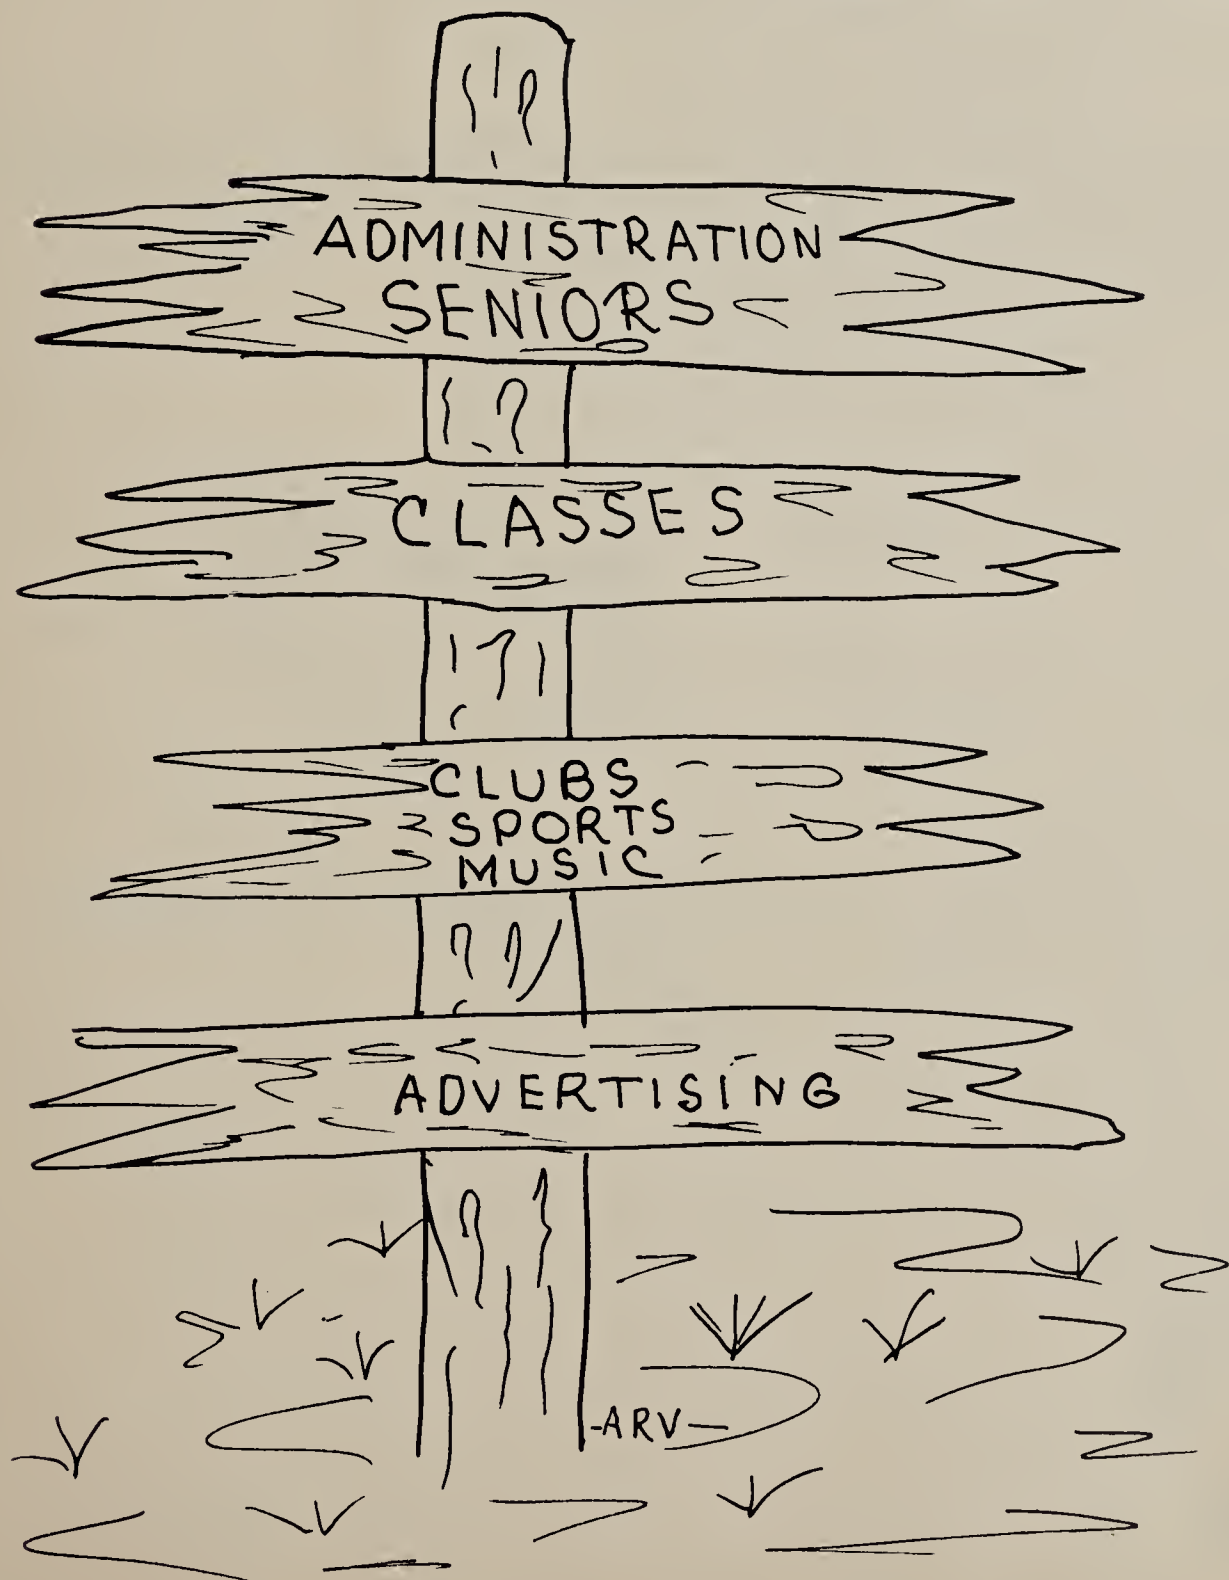 ADMINISTRATION
SENIORS
CLASSES
CLUBS
SPORTS
MUSIC
ADVERTISING
-ARV-